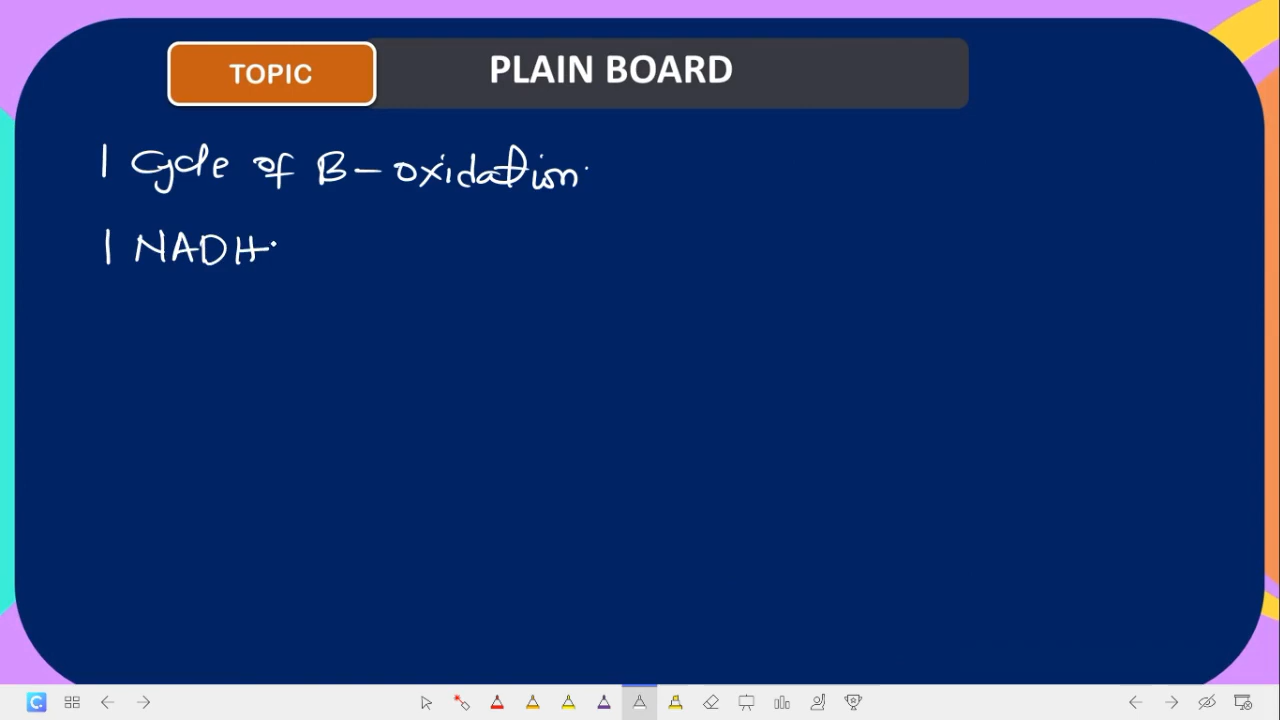 TOPIC
PLAIN BOARD
1 Cycle of B-oxidation.
1 NADH.